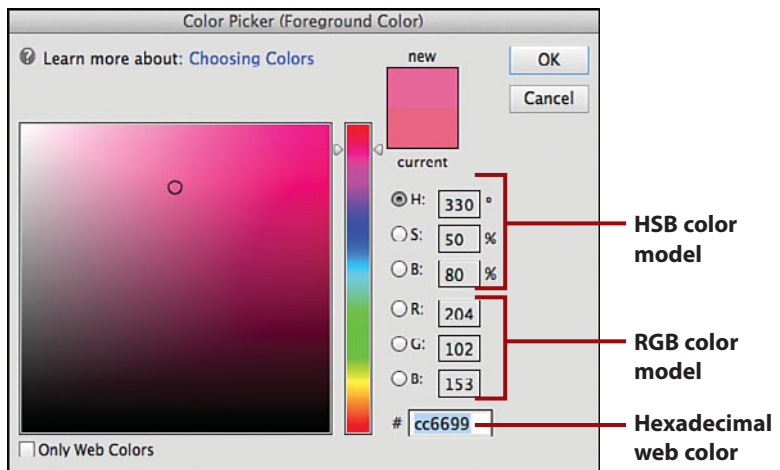 Color Picker (Foreground Color)
Learn more about: Choosing Colors
new
OK
Cancel
current
H: 330 °
S: 50 %
B: 80 %
HSB color
model
R: 204
G: 102
B: 153
RGB color
model
# cc6699
Hexadecimal
web color
Only Web Colors